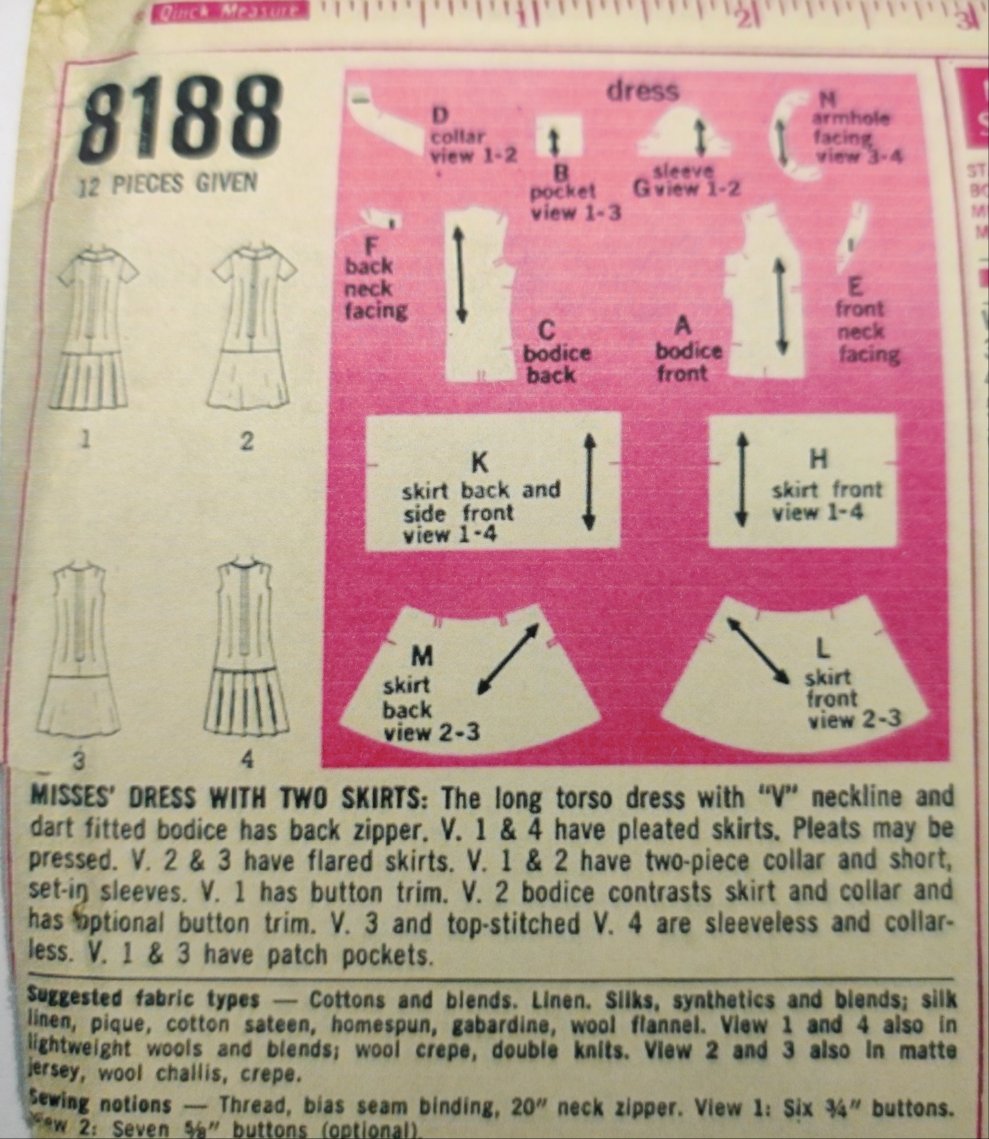 Quick Measure
1
2
3
8188
12 PIECES GIVEN
dress
D
collar
view 1-2
B
pocket
view 1-3
sleeve
G view 1-2
N
armhole
facing
view 3-4
F
back
neck
facing
C
bodice
back
A
bodice
front
E
front
neck
facing
K
skirt back and
side front
view 1-4
H
skirt front
view 1-4
M
skirt
back
view 2-3
L
skirt
front
view 2-3
1
2
3
4
MISSES' DRESS WITH TWO SKIRTS: The long torso dress with "V" neckline and
dart fitted bodice has back zipper. V. 1 & 4 have pleated skirts. Pleats may be
pressed. V. 2 & 3 have flared skirts. V. 1 & 2 have two-piece collar and short,
set-in sleeves. V. 1 has button trim. V. 2 bodice contrasts skirt and collar and
has optional button trim. V. 3 and top-stitched V. 4 are sleeveless and collar-
less. V. 1 & 3 have patch pockets.
Suggested fabric types — Cottons and blends. Linen. Silks, synthetics and blends; silk
linen, pique, cotton sateen, homespun, gabardine, wool flannel. View 1 and 4 also in
lightweight wools and blends; wool crepe, double knits. View 2 and 3 also in matte
jersey, wool challis, crepe.
Sewing notions — Thread, bias seam binding, 20" neck zipper. View 1: Six ¾" buttons.
View 2: Seven ⅝" buttons (optional).